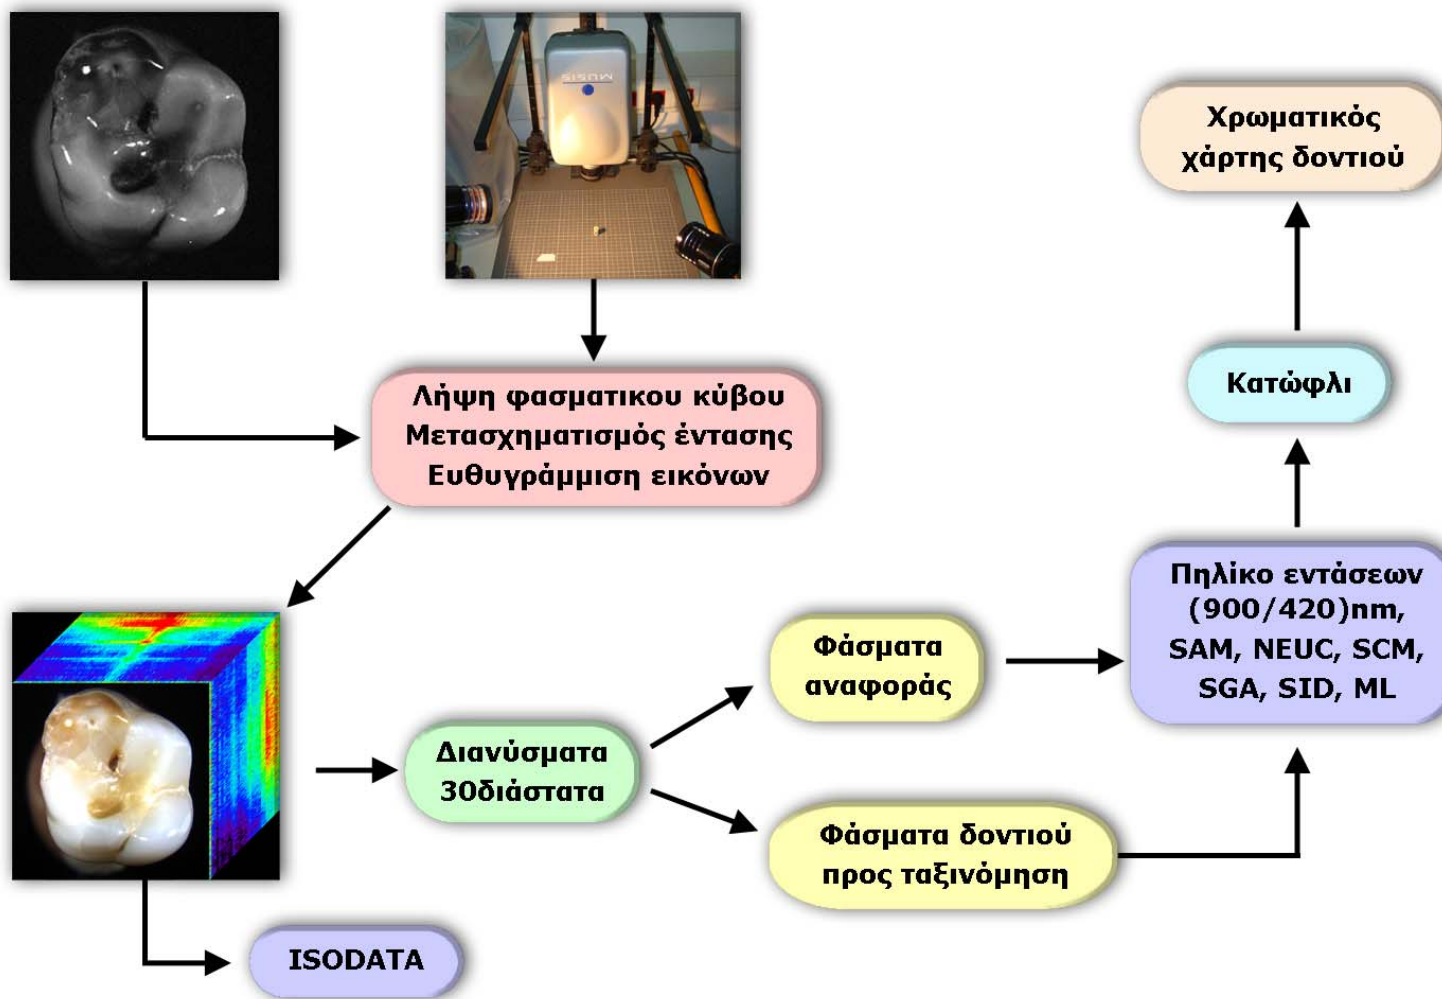 MUSIS
Χρωματικός
χάρτης δοντιού
Λήψη φασματικου κύβου
Μετασχηματισμός έντασης
Ευθυγράμμιση εικόνων
Κατώφλι
Πηλίκο εντάσεων
(900/420)nm,
SAM, NEUC, SCM,
SGA, SID, ML
Φάσματα
αναφοράς
Διανύσματα
30διάστατα
Φάσματα δοντιού
προς ταξινόμηση
ISODATA